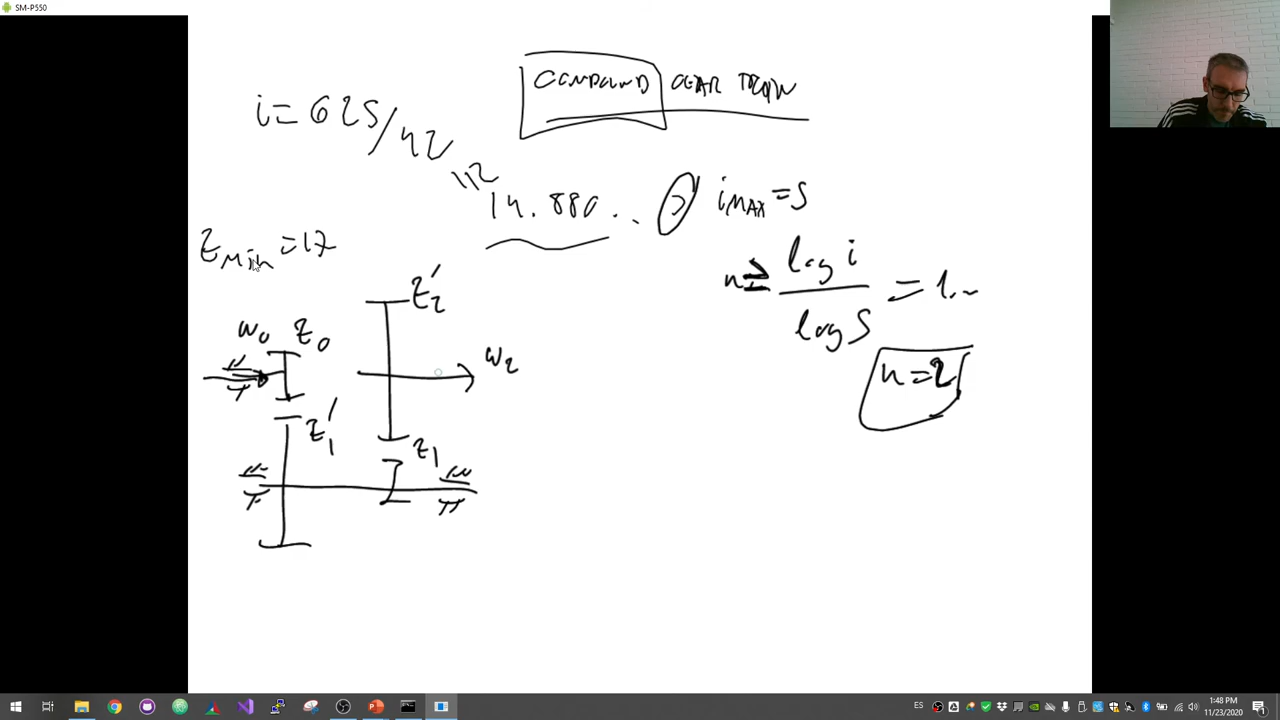 SM-P550
COMPOUND GEAR TRAIN
i = 625/42
14.880...
> iMAX = 5
Zmin = 17
n ≥ log i / log 5 = 1...
n = 2
Z2'
W0 Z0
W2
Z1'
Z1
ES
1:48 PM
11/23/2020